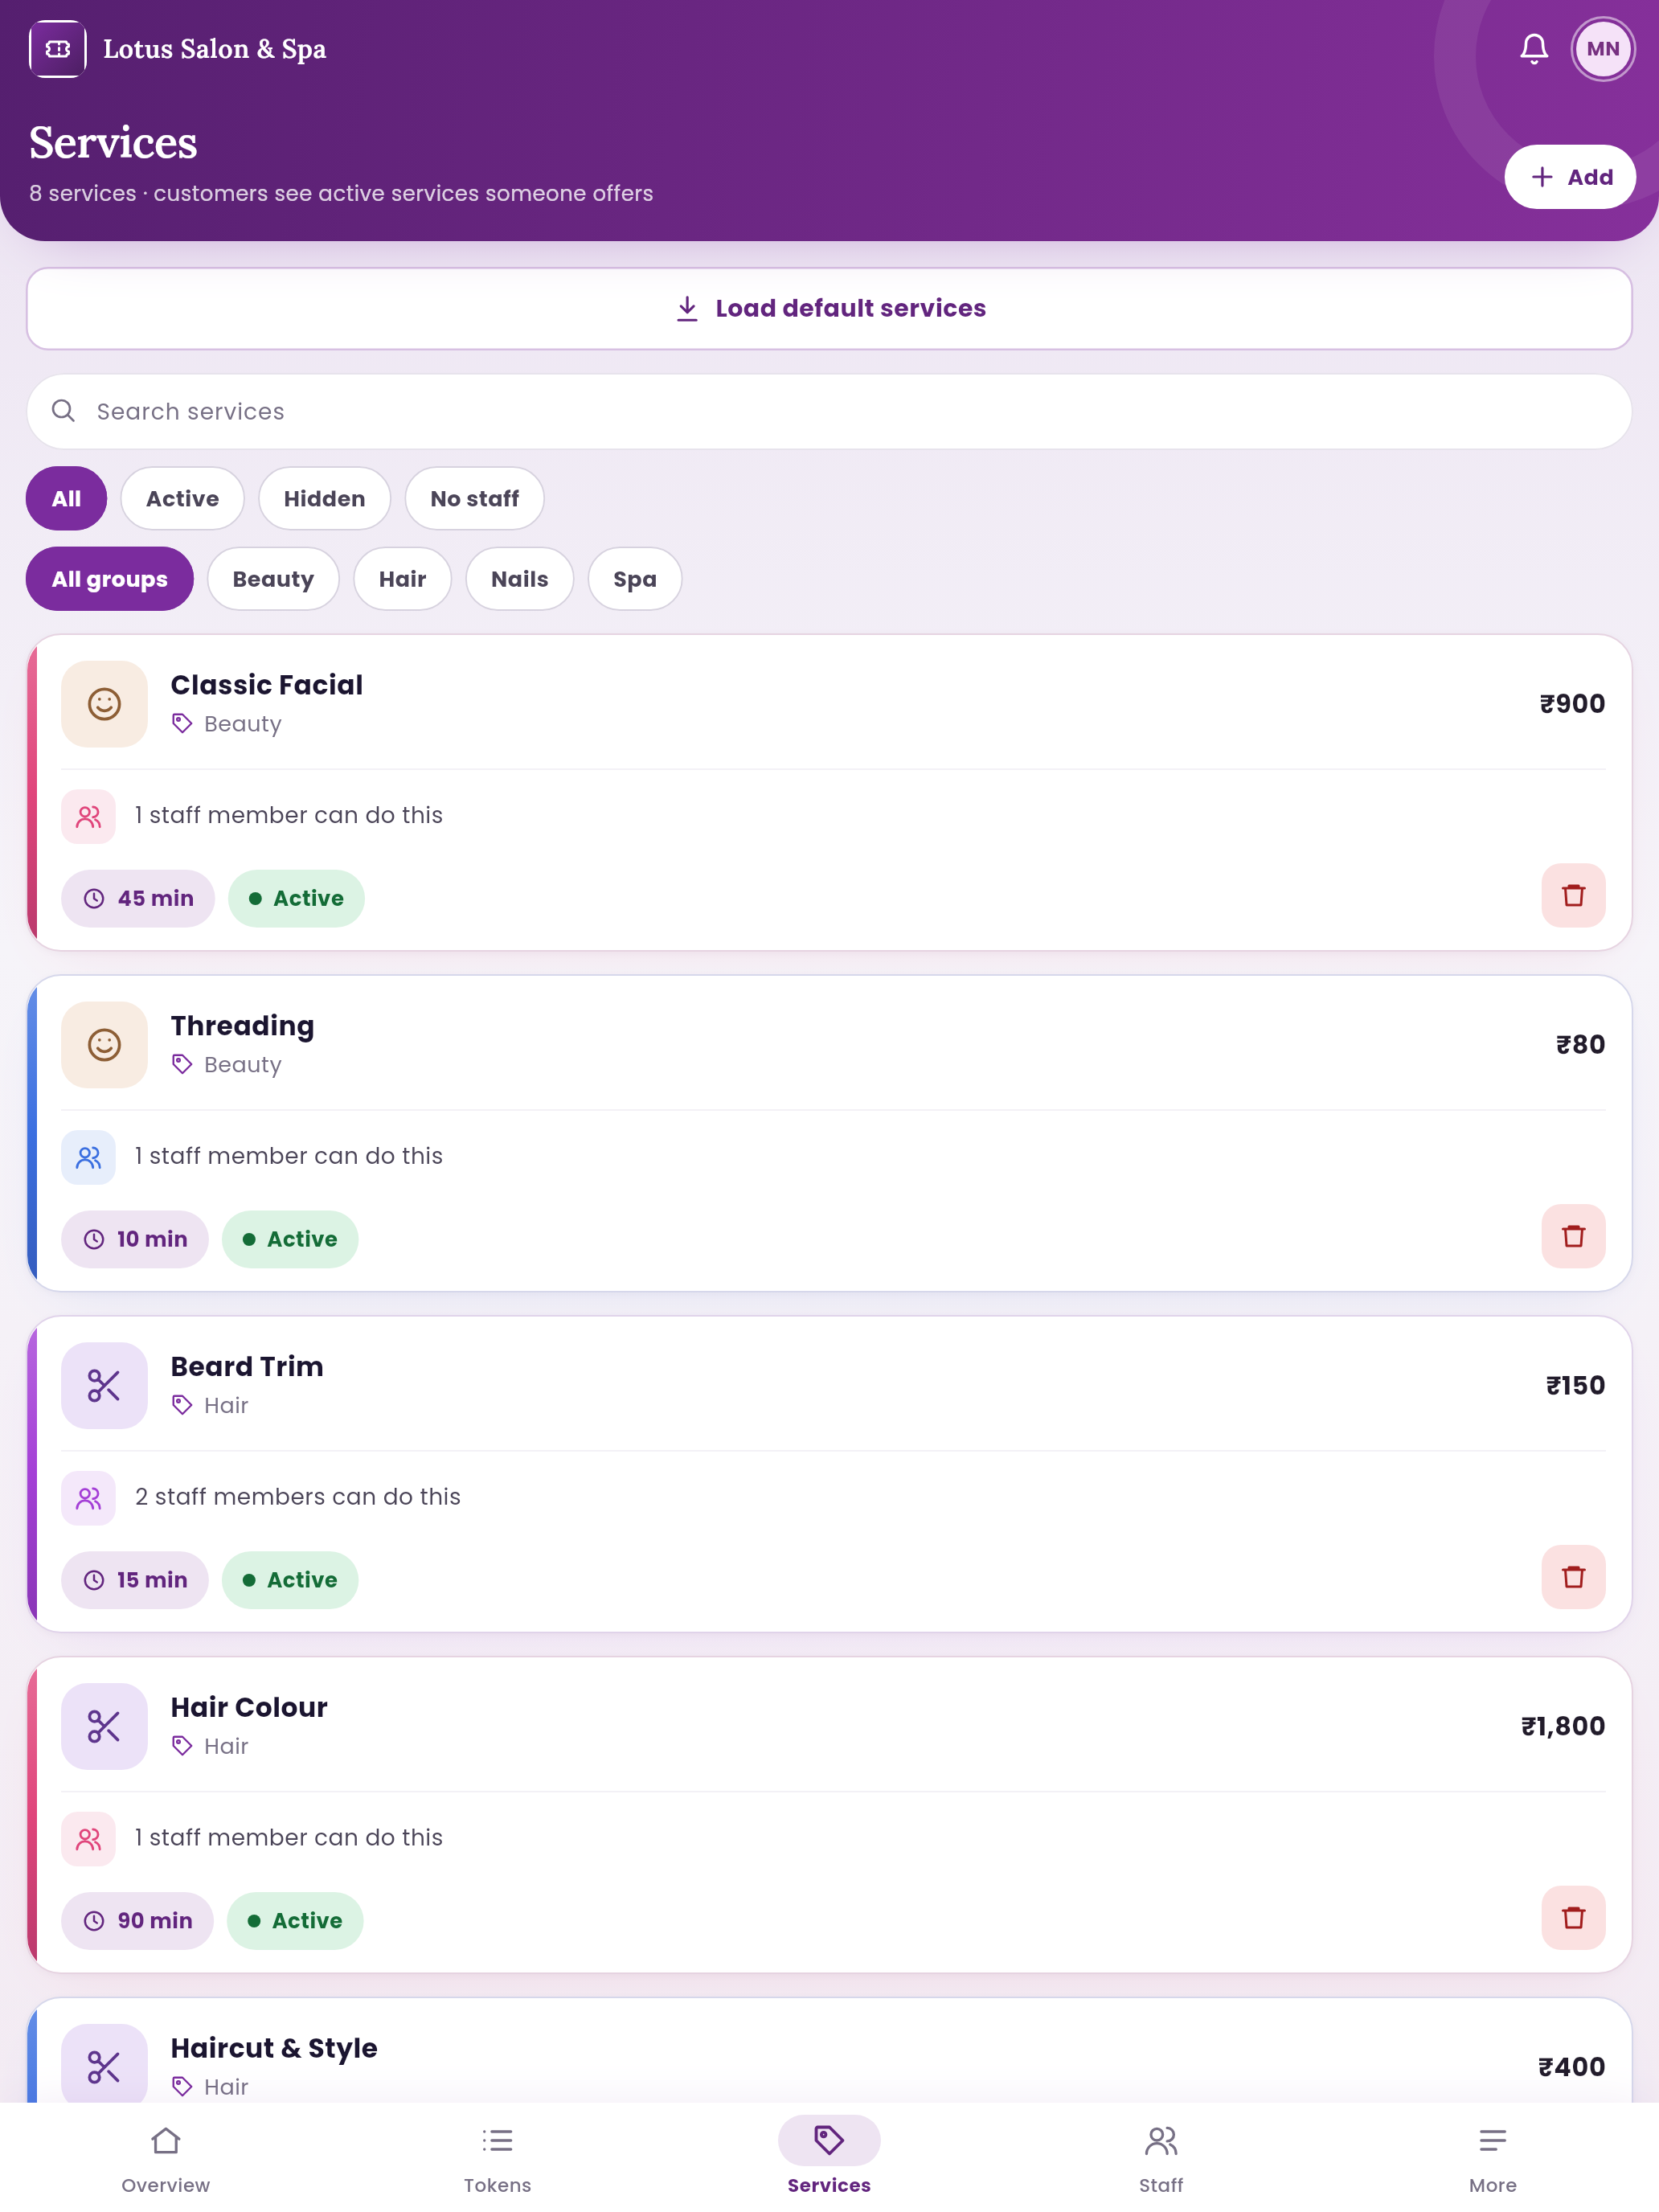 Lotus Salon & Spa
MN
Services
8 services · customers see active services someone offers
Add
Load default services
Search services
All Active Hidden No staff
All groups Beauty Hair Nails Spa
Classic Facial
Beauty
₹900
1 staff member can do this
45 min Active
Threading
Beauty
₹80
1 staff member can do this
10 min Active
Beard Trim
Hair
₹150
2 staff members can do this
15 min Active
Hair Colour
Hair
₹1,800
1 staff member can do this
90 min Active
Haircut & Style
Hair
₹400
Overview Tokens Services Staff More